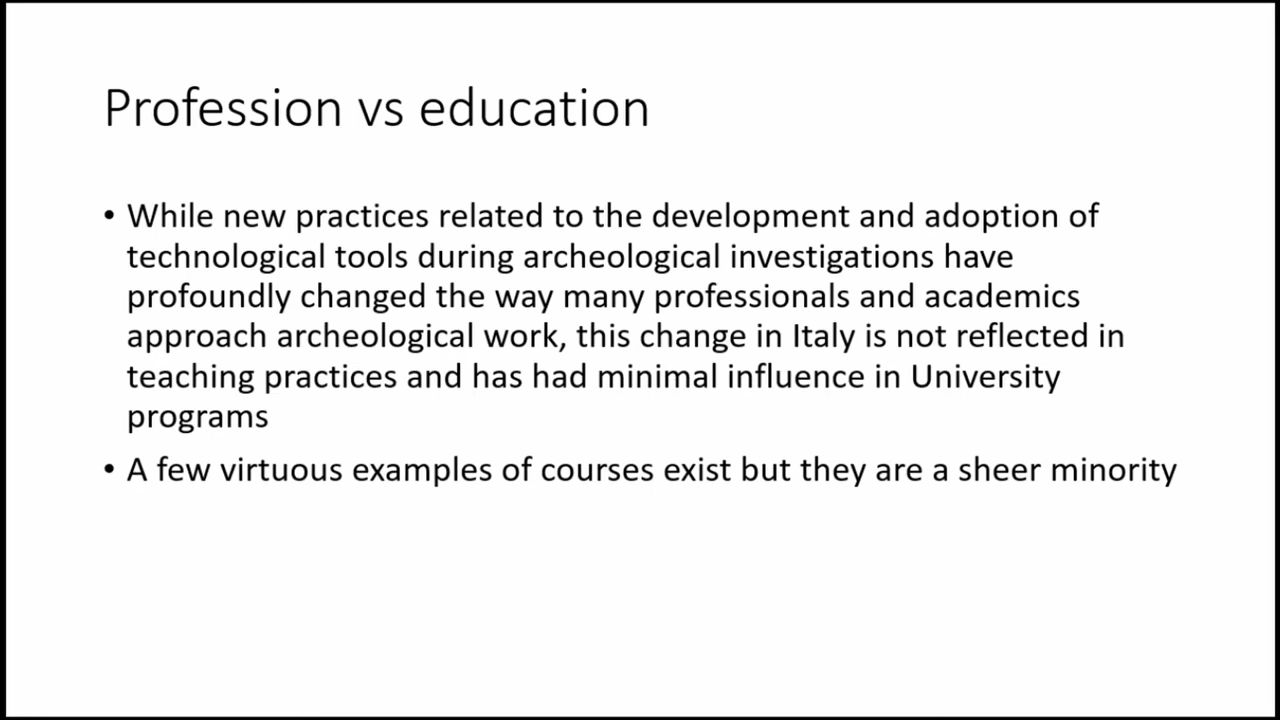 Profession vs education
• While new practices related to the development and adoption of
technological tools during archeological investigations have
profoundly changed the way many professionals and academics
approach archeological work, this change in Italy is not reflected in
teaching practices and has had minimal influence in University
programs
• A few virtuous examples of courses exist but they are a sheer minority